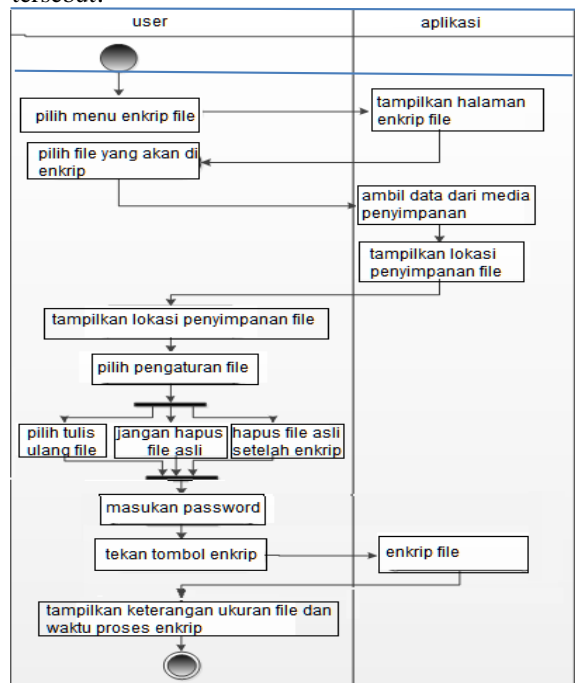 tersebut.
user
aplikasi
pilih menu enkrip file
tampilkan halaman
enkrip file
pilih file yang akan di
enkrip
ambil data dari media
penyimpanan
tampilkan lokasi
penyimpanan file
tampilkan lokasi penyimpanan file
pilih pengaturan file
pilih tulis
ulang file
jangan hapus
file asli
hapus file asli
setelah enkrip
masukan password
tekan tombol enkrip
enkrip file
tampilkan keterangan ukuran file dan
waktu proses enkrip